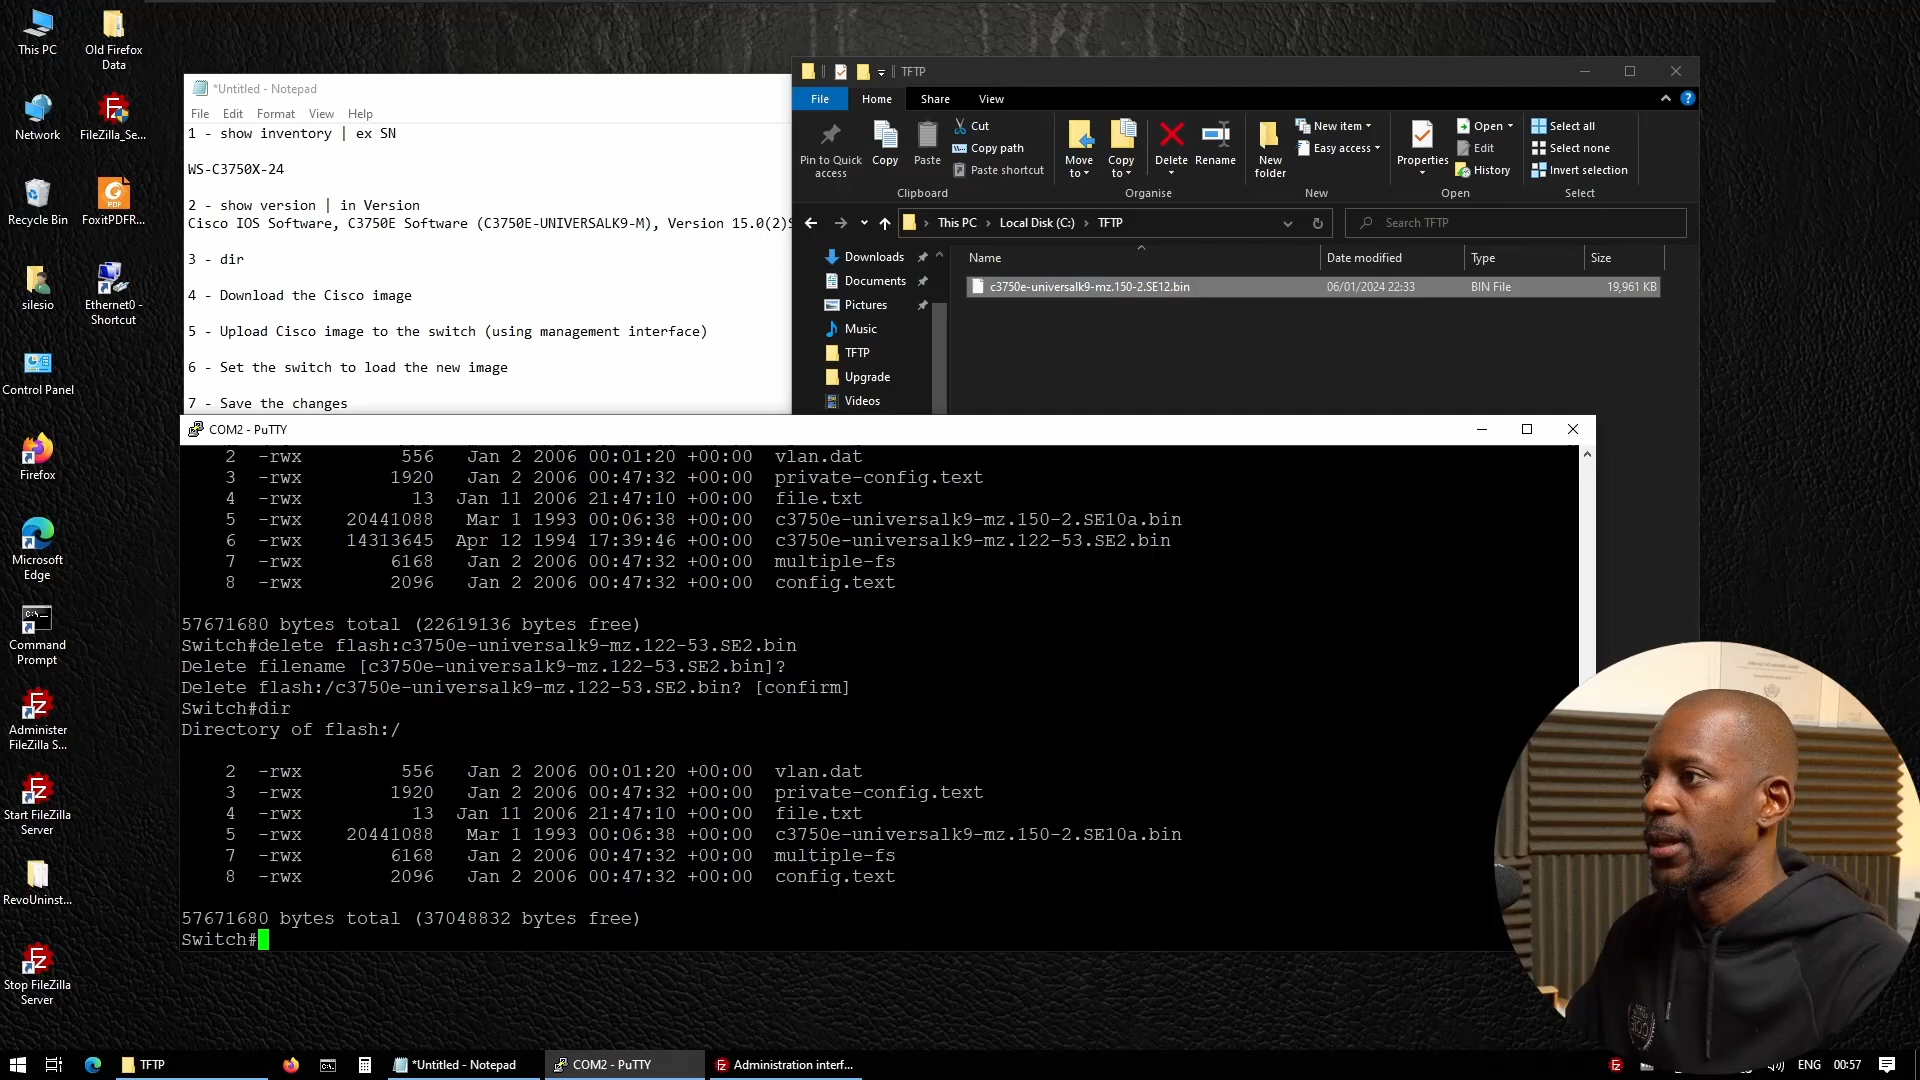 This PC
Old Firefox
Data
Network
FileZilla_Se...
Recycle Bin
FoxitPDFR...
silesio
Ethernet0 -
Shortcut
Control Panel
Firefox
Microsoft
Edge
Command
Prompt
Administer
FileZilla S...
Start FileZilla
Server
RevoUninst...
Stop FileZilla
Server
*Untitled - Notepad
File Edit Format View Help
1 - show inventory | ex SN
WS-C3750X-24
2 - show version | in Version
Cisco IOS Software, C3750E Software (C3750E-UNIVERSALK9-M), Version 15.0(2)S
3 - dir
4 - Download the Cisco image
5 - Upload Cisco image to the switch (using management interface)
6 - Set the switch to load the new image
7 - Save the changes
TFTP
File Home Share View
Pin to Quick
access
Copy
Paste
Cut
Copy path
Paste shortcut
Clipboard
Move
to
Copy
to
Delete
Rename
Organise
New
folder
New item
Easy access
New
Properties
Open
Edit
History
Open
Select all
Select none
Invert selection
Select
This PC > Local Disk (C:) > TFTP
Search TFTP
Downloads
Documents
Pictures
Music
TFTP
Upgrade
Videos
Name Date modified Type Size
c3750e-universalk9-mz.150-2.SE12.bin 06/01/2024 22:33 BIN File 19,961 KB
COM2 - PuTTY
2 -rwx 556 Jan 2 2006 00:01:20 +00:00 vlan.dat
3 -rwx 1920 Jan 2 2006 00:47:32 +00:00 private-config.text
4 -rwx 13 Jan 11 2006 21:47:10 +00:00 file.txt
5 -rwx 20441088 Mar 1 1993 00:06:38 +00:00 c3750e-universalk9-mz.150-2.SE10a.bin
6 -rwx 14313645 Apr 12 1994 17:39:46 +00:00 c3750e-universalk9-mz.122-53.SE2.bin
7 -rwx 6168 Jan 2 2006 00:47:32 +00:00 multiple-fs
8 -rwx 2096 Jan 2 2006 00:47:32 +00:00 config.text
57671680 bytes total (22619136 bytes free)
Switch#delete flash:c3750e-universalk9-mz.122-53.SE2.bin
Delete filename [c3750e-universalk9-mz.122-53.SE2.bin]?
Delete flash:/c3750e-universalk9-mz.122-53.SE2.bin? [confirm]
Switch#dir
Directory of flash:/
2 -rwx 556 Jan 2 2006 00:01:20 +00:00 vlan.dat
3 -rwx 1920 Jan 2 2006 00:47:32 +00:00 private-config.text
4 -rwx 13 Jan 11 2006 21:47:10 +00:00 file.txt
5 -rwx 20441088 Mar 1 1993 00:06:38 +00:00 c3750e-universalk9-mz.150-2.SE10a.bin
7 -rwx 6168 Jan 2 2006 00:47:32 +00:00 multiple-fs
8 -rwx 2096 Jan 2 2006 00:47:32 +00:00 config.text
57671680 bytes total (37048832 bytes free)
Switch#
TFTP
*Untitled - Notepad
COM2 - PuTTY
Administration interf...
ENG
00:57